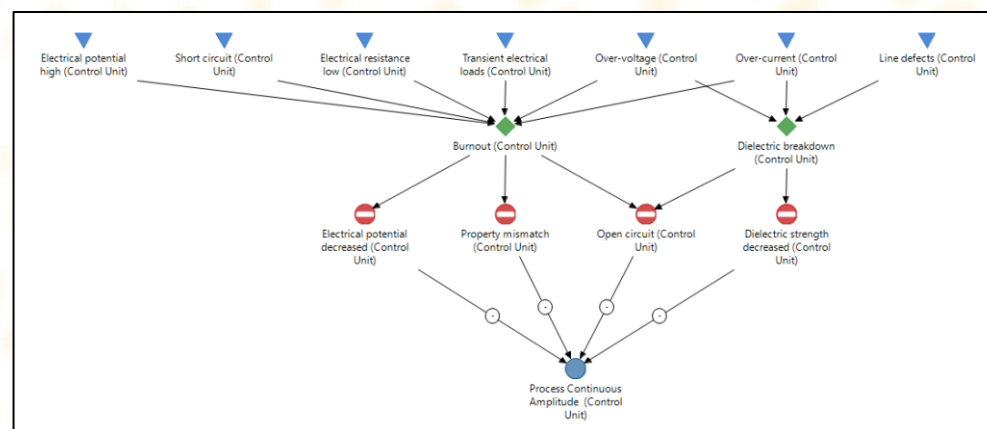 Electrical potential
high (Control Unit)
Short circuit (Control
Unit)
Electrical resistance
low (Control Unit)
Transient electrical
loads (Control Unit)
Over-voltage (Control
Unit)
Over-current (Control
Unit)
Line defects (Control
Unit)
Burnout (Control Unit)
Dielectric breakdown
(Control Unit)
Electrical potential
decreased (Control
Unit)
Property mismatch
(Control Unit)
Open circuit (Control
Unit)
Dielectric strength
decreased (Control
Unit)
-
-
-
-
Process Continuous
Amplitude (Control
Unit)